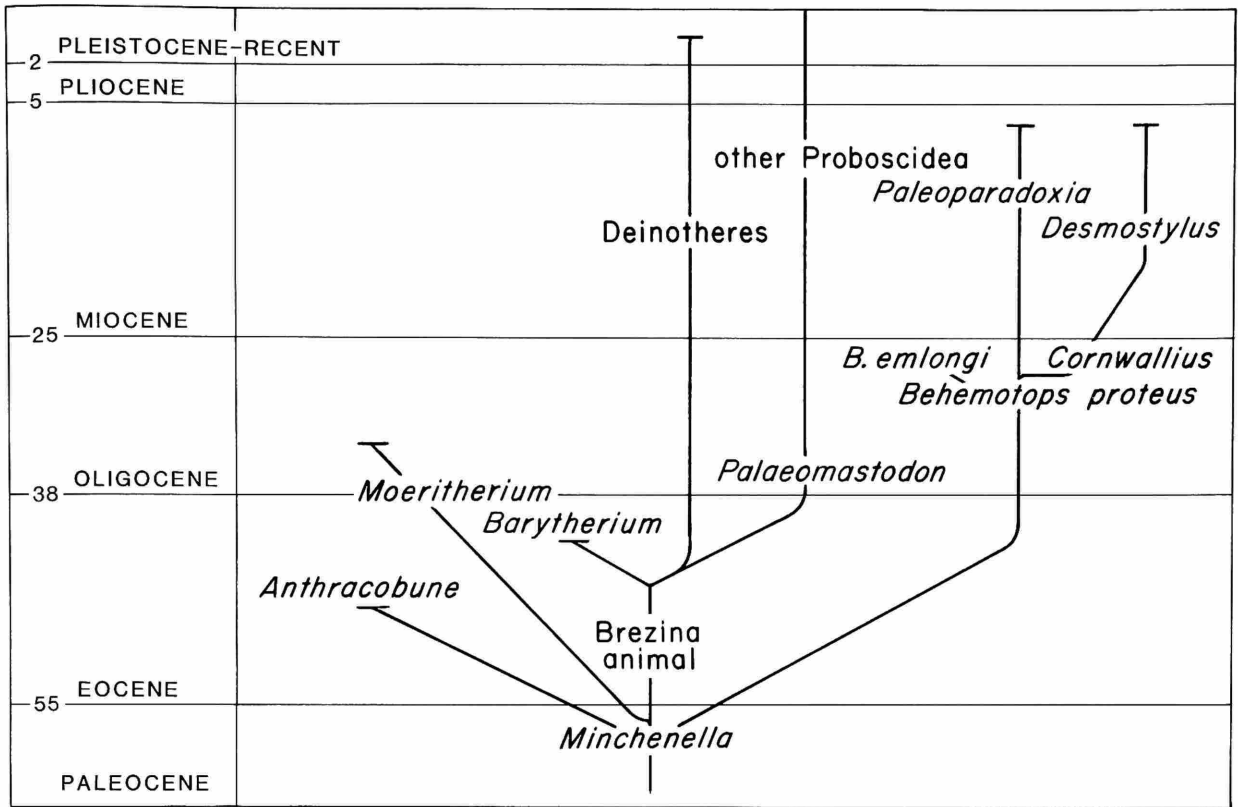 PLEISTOCENE-RECENT
2
PLIOCENE
5
other Proboscidea
Paleoparadoxia
Deinotheres
Desmostylus
MIOCENE
25
B. emlongi
Cornwallius
Behemotops proteus
OLIGOCENE
Palaeomastodon
38
Moeritherium
Barytherium
Anthracobune
Brezina
animal
EOCENE
55
Minchenella
PALEOCENE